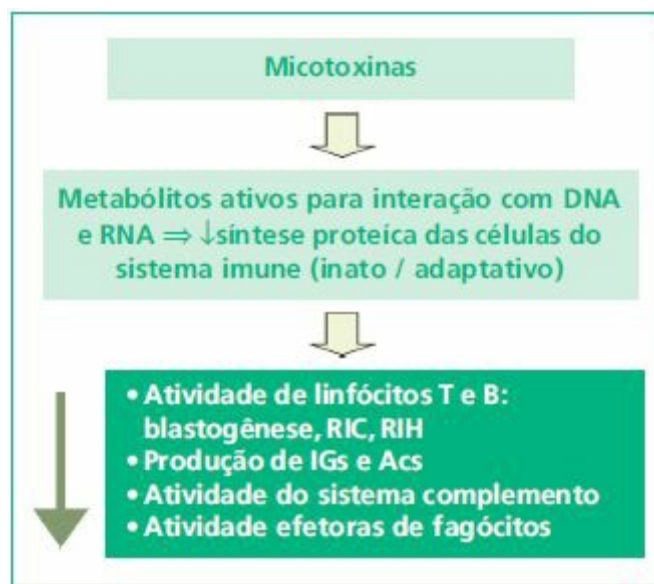 Micotoxinas
Metabólitos ativos para interação com DNA
e RNA ⇒ ↓síntese proteica das células do
sistema imune (inato / adaptativo)
• Atividade de linfócitos T e B:
blastogênese, RIC, RIH
• Produção de IGs e Acs
• Atividade do sistema complemento
• Atividade efetoras de fagócitos